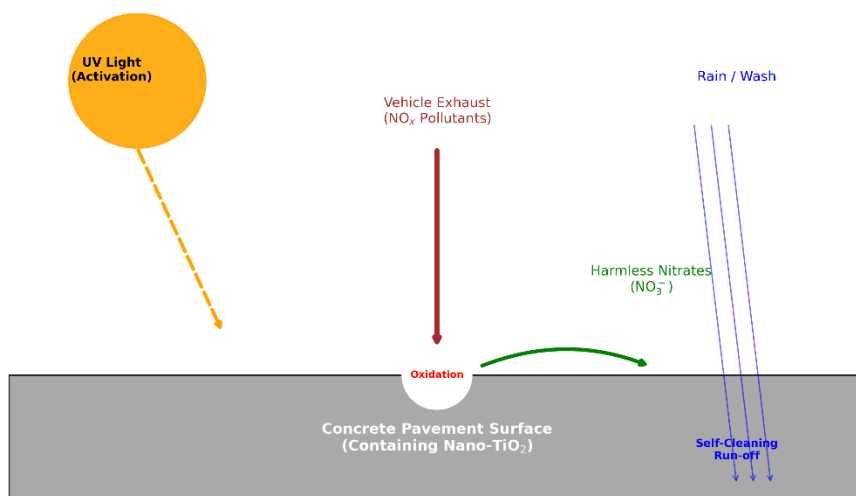 UV Light
(Activation)
Rain / Wash
Vehicle Exhaust
(NOₓ Pollutants)
Harmless Nitrates
(NO₃⁻)
Oxidation
Concrete Pavement Surface
(Containing Nano-TiO₂)
Self-Cleaning
Run-off